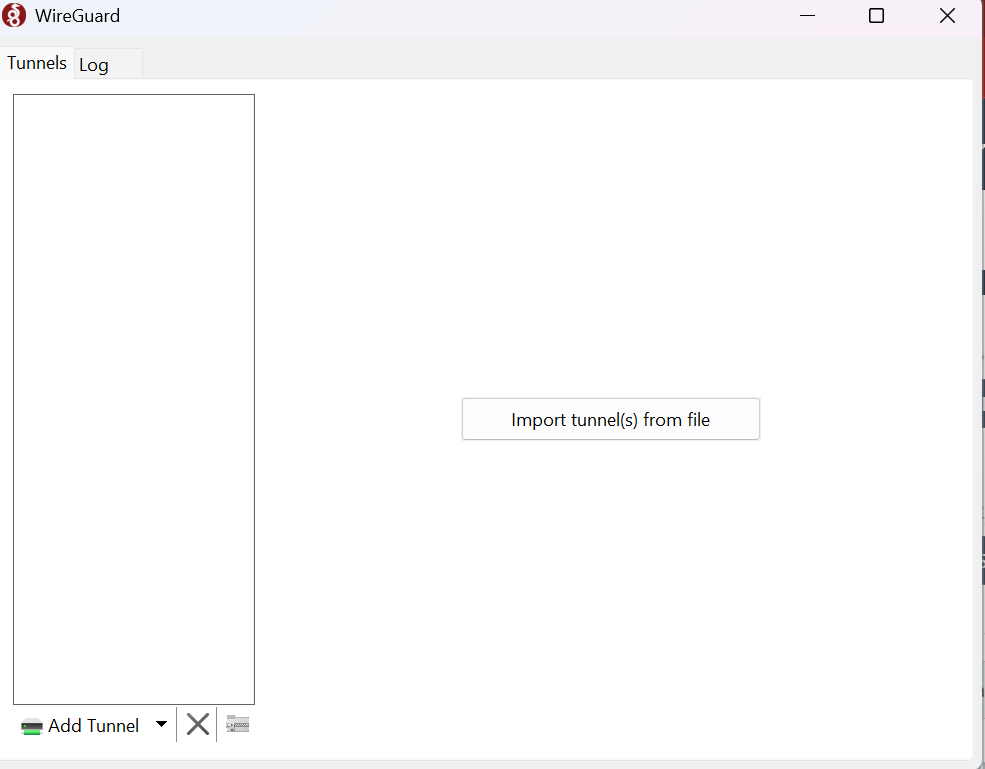 WireGuard
Tunnels
Log
Import tunnel(s) from file
Add Tunnel